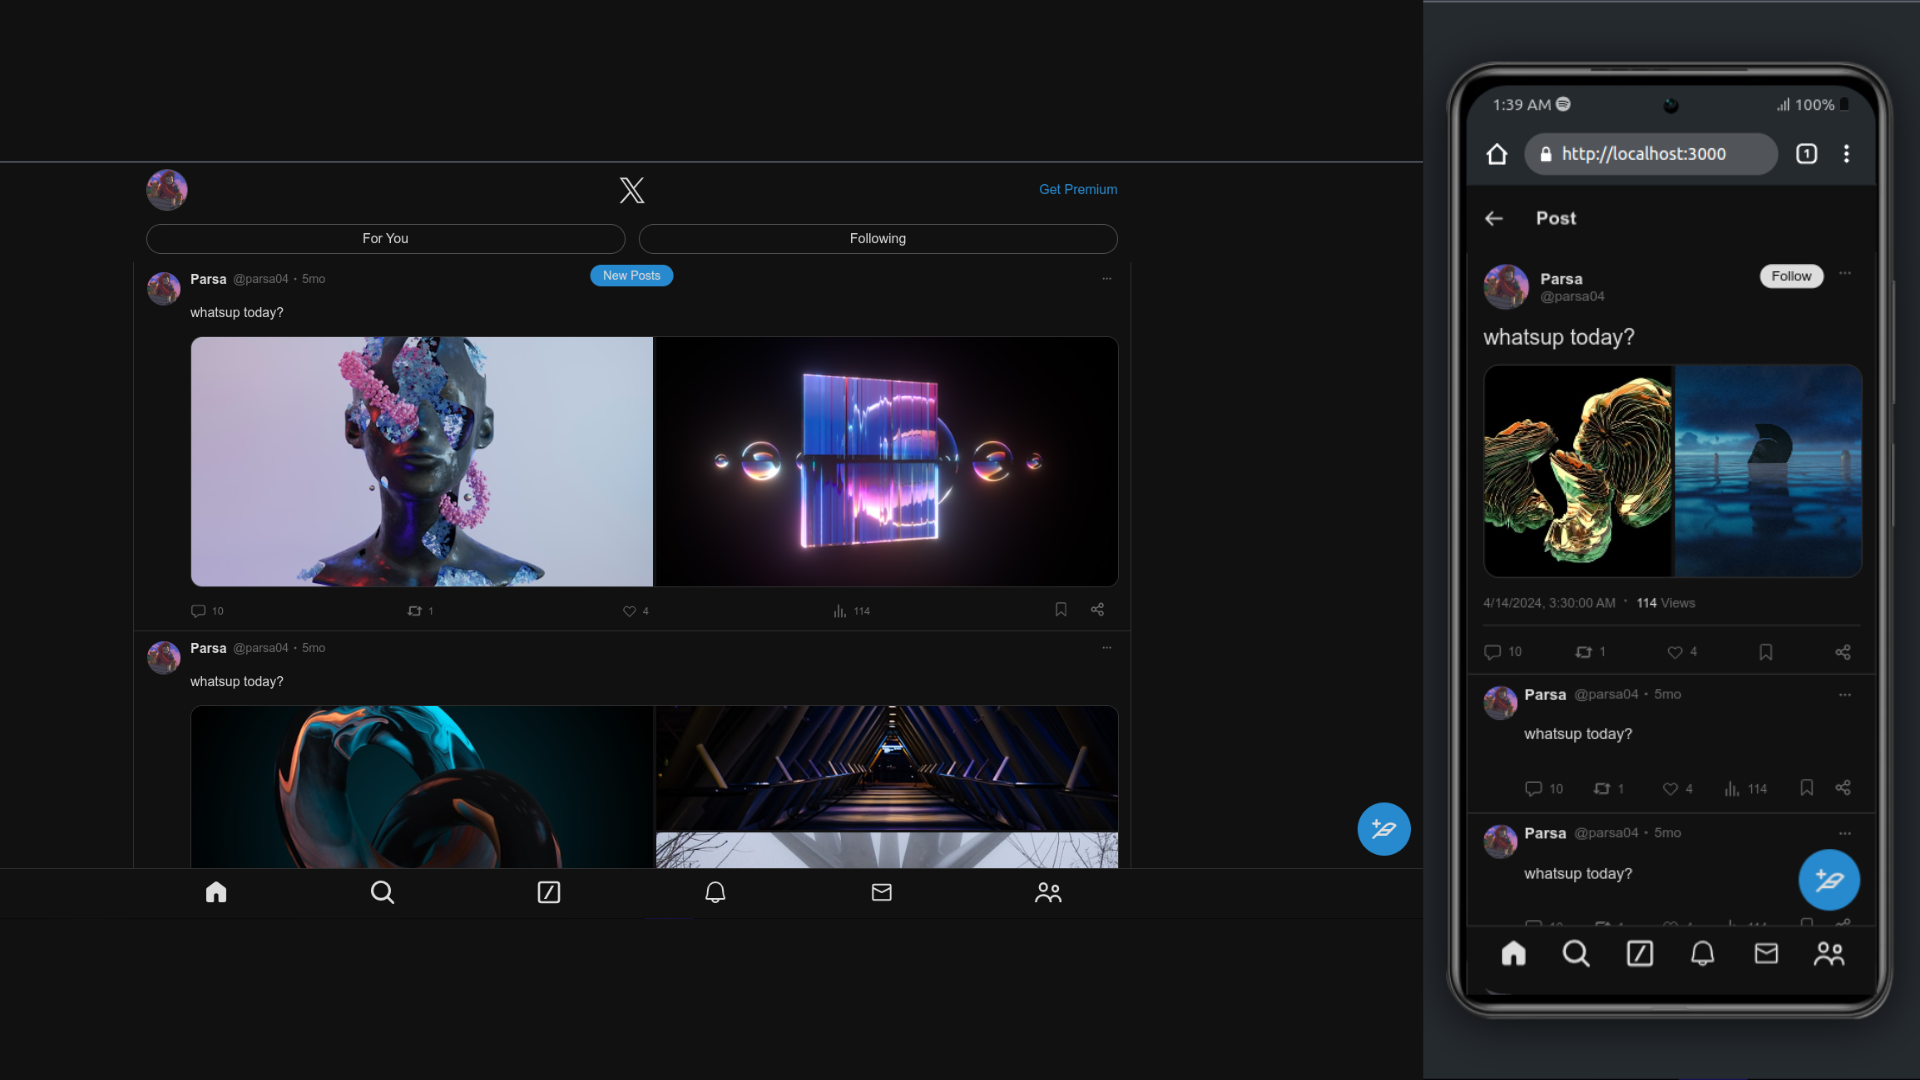 Get Premium
For You
Following
New Posts
Parsa @parsa04 · 5mo
whatsup today?
10
1
4
114
Parsa @parsa04 · 5mo
whatsup today?
1:39 AM
100%
http://localhost:3000
1
Post
Parsa
@parsa04
Follow
whatsup today?
4/14/2024, 3:30:00 AM · 114 Views
10
1
4
Parsa @parsa04 · 5mo
whatsup today?
10
1
4
114
Parsa @parsa04 · 5mo
whatsup today?